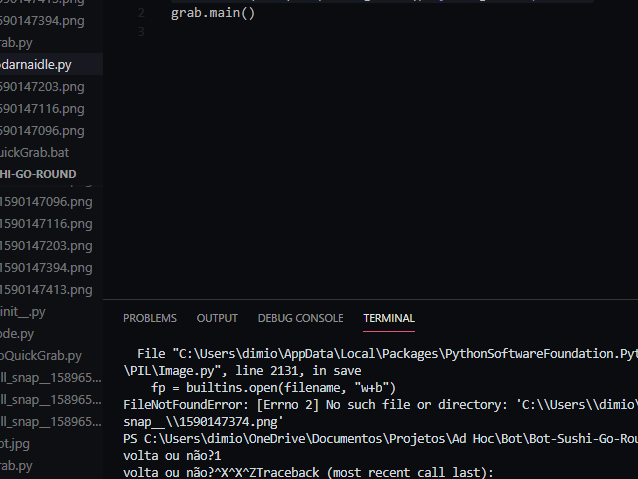 590147394.png
rab.py
odarnaidle.py
590147203.png
590147116.png
590147096.png
uickGrab.bat
SHI-GO-ROUND
1590147096.png
1590147116.png
1590147203.png
1590147394.png
1590147413.png
init__.py
ode.py
oQuickGrab.py
ll_snap__158965...
ll_snap__158965...
ll_snap__158965...
ot.jpg
rab.py
2 grab.main()
3
PROBLEMS OUTPUT DEBUG CONSOLE TERMINAL
File "C:\Users\dimio\AppData\Local\Packages\PythonSoftwareFoundation.Pyt
\PIL\Image.py", line 2131, in save
fp = builtins.open(filename, "w+b")
FileNotFoundError: [Errno 2] No such file or directory: 'C:\\Users\\dimio\
snap__\\1590147374.png'
PS C:\Users\dimio\OneDrive\Documentos\Projetos\Ad Hoc\Bot\Bot-Sushi-Go-Rou
volta ou não?1
volta ou não?^X^X^ZTraceback (most recent call last):